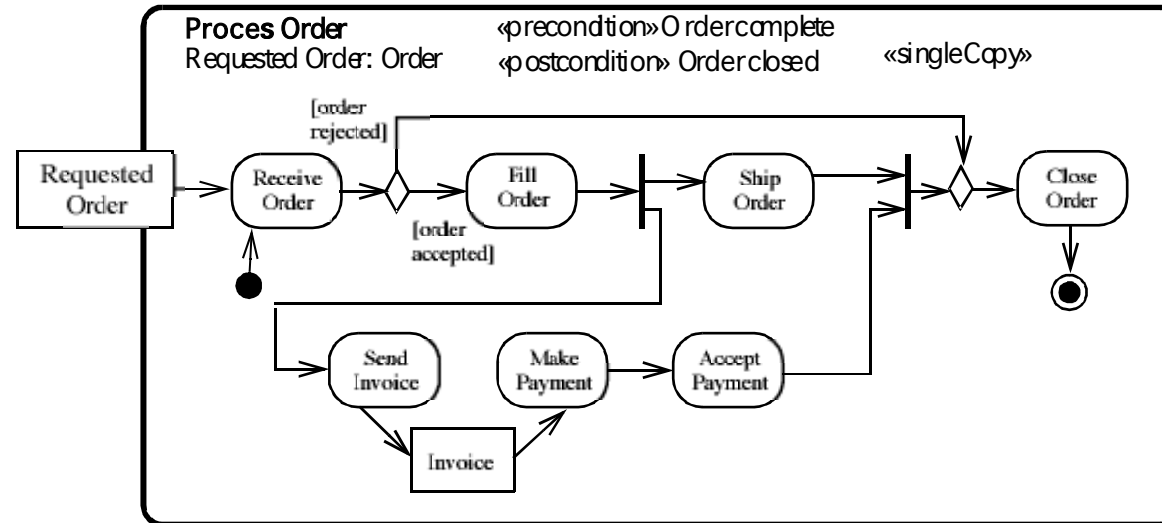 Proces Order
Requested Order: Order
«precondition» Order complete
«postcondition» Order closed
«singleCopy»
[order
rejected]
Requested
Order
Receive
Order
Fill
Order
Ship
Order
Close
Order
[order
accepted]
Send
Invoice
Make
Payment
Accept
Payment
Invoice